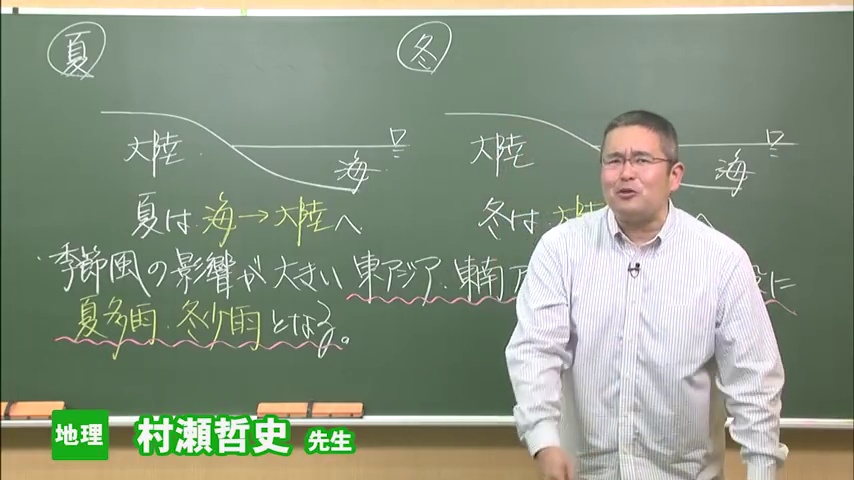 夏
冬
大陸
海
大陸
海
夏は 海→大陸へ
冬は 大陸 へ
季節風の影響が大きい 東アジア・東南ア に
夏多雨・冬少雨となる。
地理 村瀬哲史 先生